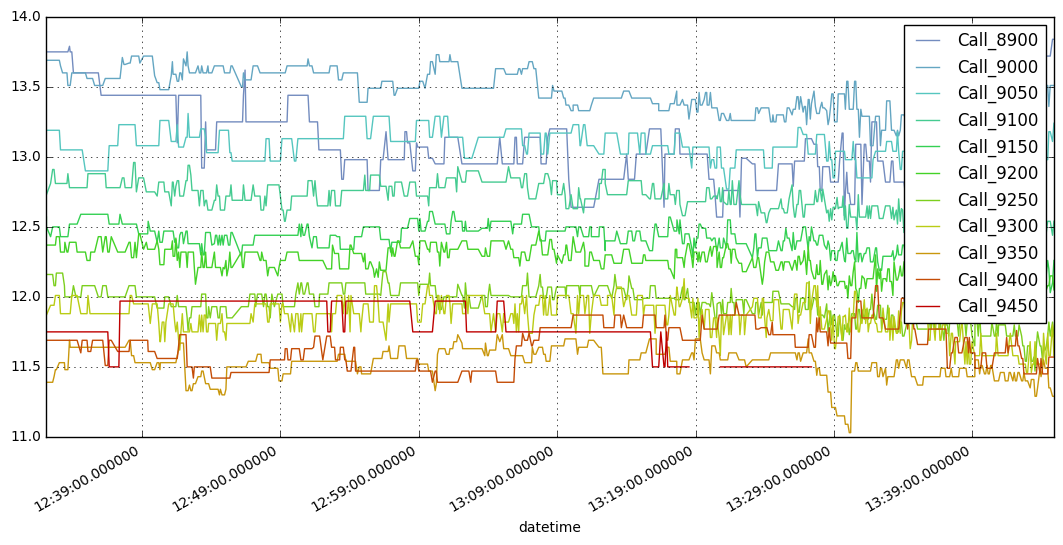 14.0
13.5
13.0
12.5
12.0
11.5
11.0
Call_8900
Call_9000
Call_9050
Call_9100
Call_9150
Call_9200
Call_9250
Call_9300
Call_9350
Call_9400
Call_9450
12:39:00.000000
12:49:00.000000
12:59:00.000000
13:09:00.000000
13:19:00.000000
13:29:00.000000
13:39:00.000000
datetime